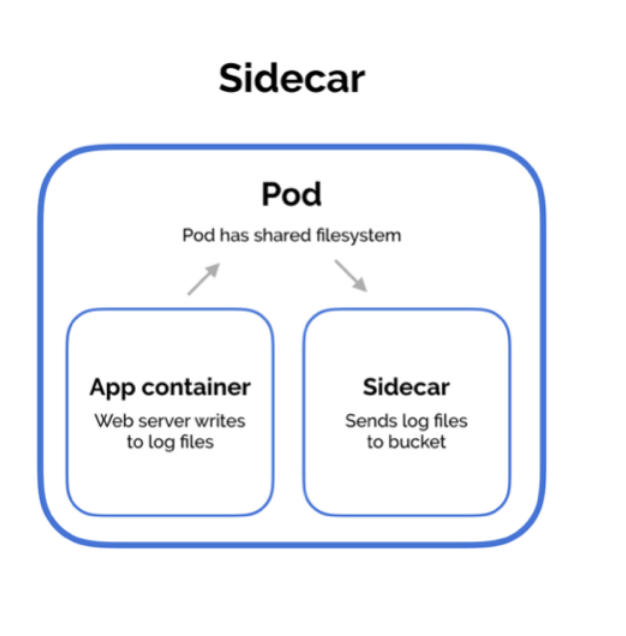 Sidecar
Pod
Pod has shared filesystem
App container
Web server writes
to log files
Sidecar
Sends log files
to bucket